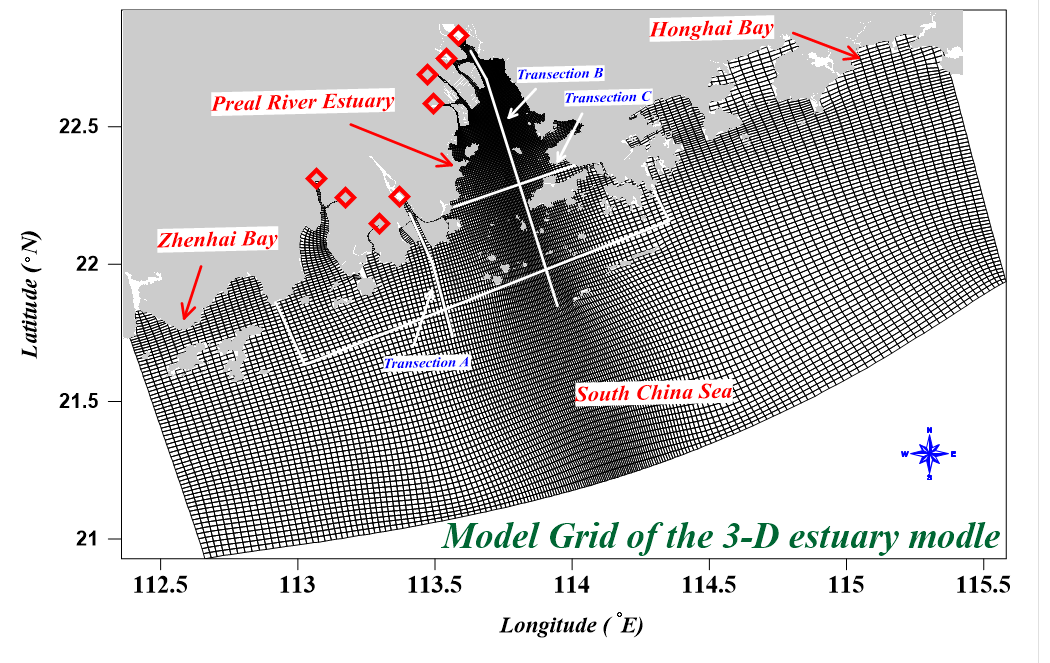 Honghai Bay
Transection B
Transection C
Preal River Estuary
22.5
Zhenhai Bay
22
Latitude (°N)
Transection A
South China Sea
21.5
N
W E
S
Model Grid of the 3-D estuary modle
21
112.5 113 113.5 114 114.5 115 115.5
Longitude (°E)